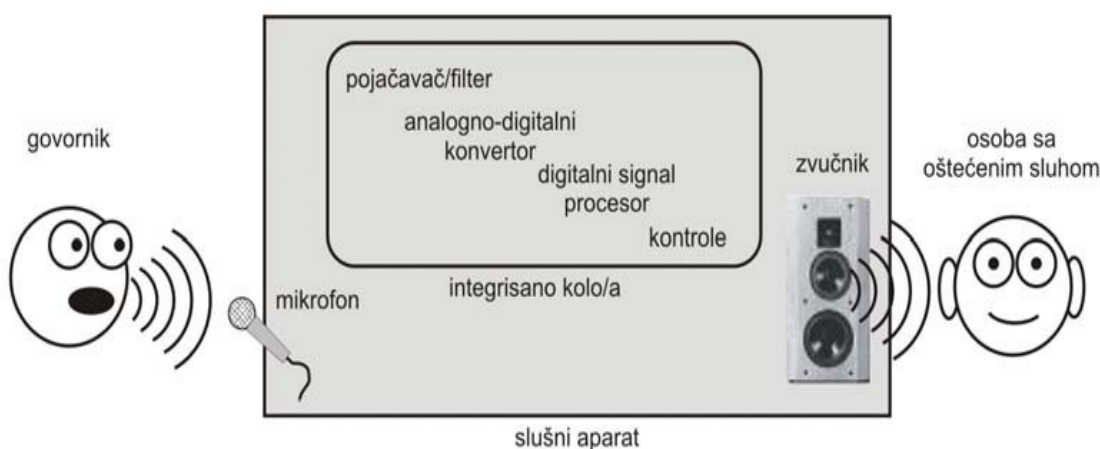 govornik
mikrofon
pojačavač/filter
analogno-digitalni
konvertor
digitalni signal
procesor
kontrole
integrisano kolo/a
zvučnik
osoba sa
oštećenim sluhom
slušni aparat